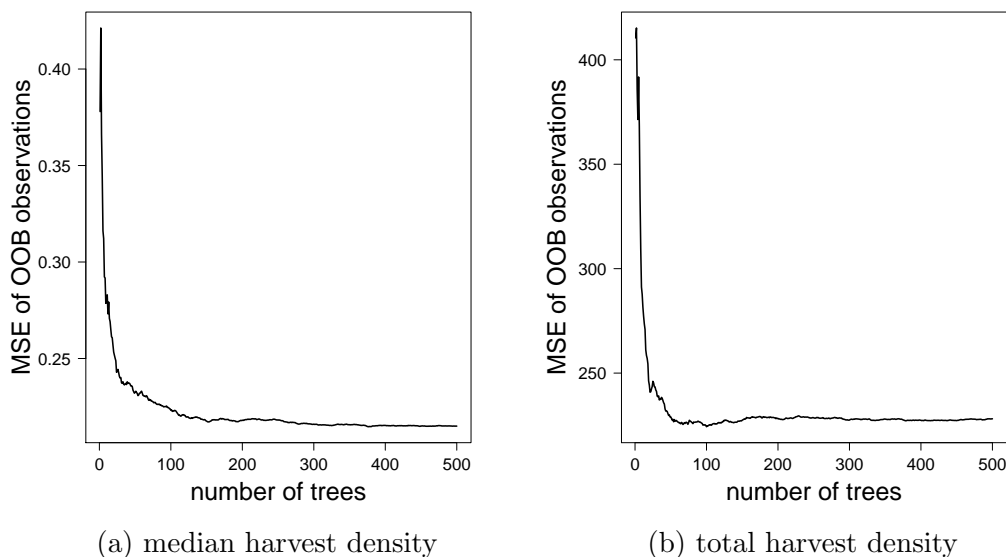 MSE of OOB observations
0.40
0.35
0.30
0.25
0 100 200 300 400 500
number of trees
(a) median harvest density
MSE of OOB observations
400
350
300
250
0 100 200 300 400 500
number of trees
(b) total harvest density